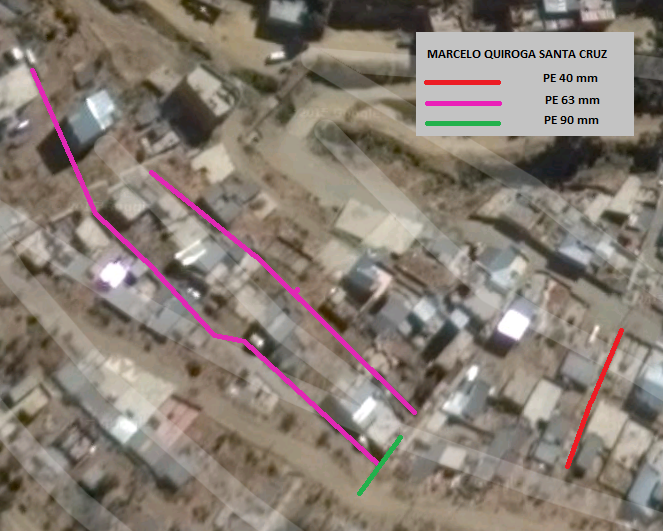 MARCELO QUIROGA SANTA CRUZ
PE 40 mm
PE 63 mm
PE 90 mm